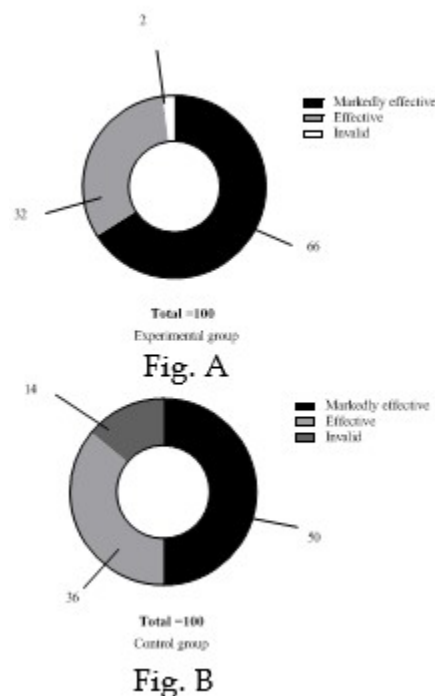 2
Markedly effective
Effective
Invalid
32
66
Total =100
Experimental group
Fig. A
14
Markedly effective
Effective
Invalid
50
36
Total =100
Control group
Fig. B